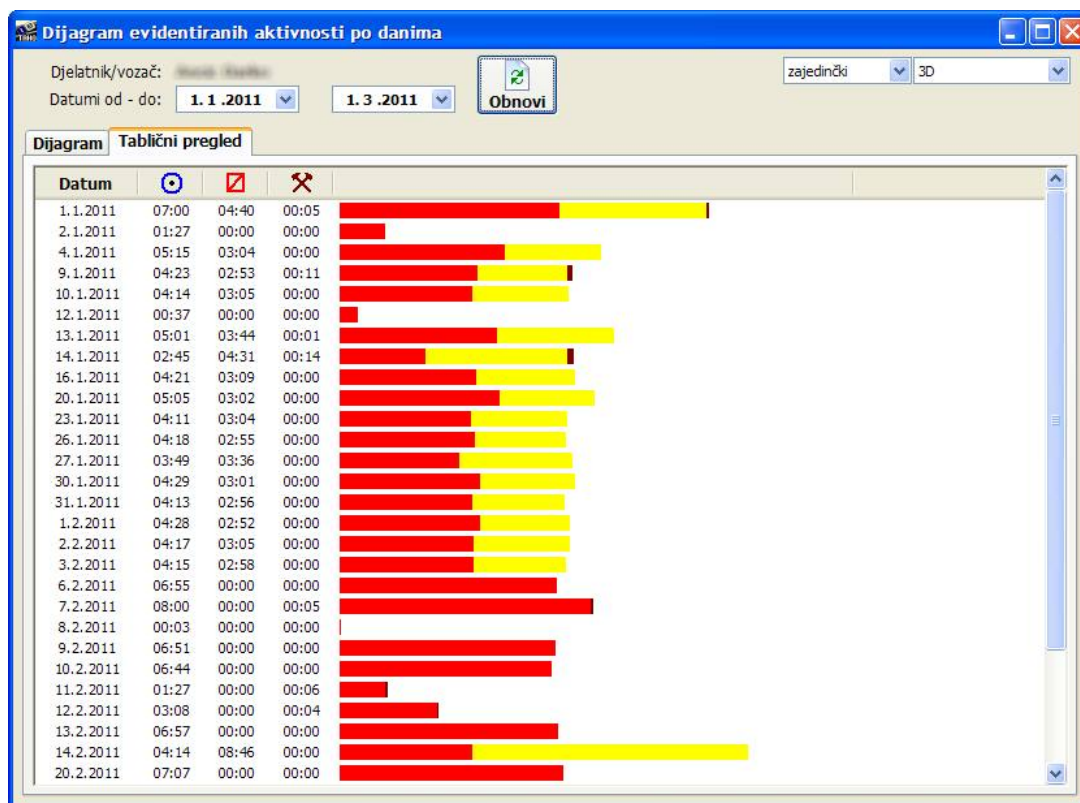 Dijagram evidentiranih aktivnosti po danima
Djelatnik/vozač:
zajedinčki 3D
Datumi od - do: 1. 1 .2011 1. 3 .2011 Obnovi
Dijagram Tablični pregled
Datum
1.1.2011 07:00 04:40 00:05
2.1.2011 01:27 00:00 00:00
4.1.2011 05:15 03:04 00:00
9.1.2011 04:23 02:53 00:11
10.1.2011 04:14 03:05 00:00
12.1.2011 00:37 00:00 00:00
13.1.2011 05:01 03:44 00:01
14.1.2011 02:45 04:31 00:14
16.1.2011 04:21 03:09 00:00
20.1.2011 05:05 03:02 00:00
23.1.2011 04:11 03:04 00:00
26.1.2011 04:18 02:55 00:00
27.1.2011 03:49 03:36 00:00
30.1.2011 04:29 03:01 00:00
31.1.2011 04:13 02:56 00:00
1.2.2011 04:28 02:52 00:00
2.2.2011 04:17 03:05 00:00
3.2.2011 04:15 02:58 00:00
6.2.2011 06:55 00:00 00:00
7.2.2011 08:00 00:00 00:05
8.2.2011 00:03 00:00 00:00
9.2.2011 06:51 00:00 00:00
10.2.2011 06:44 00:00 00:00
11.2.2011 01:27 00:00 00:06
12.2.2011 03:08 00:00 00:04
13.2.2011 06:57 00:00 00:00
14.2.2011 04:14 08:46 00:00
20.2.2011 07:07 00:00 00:00